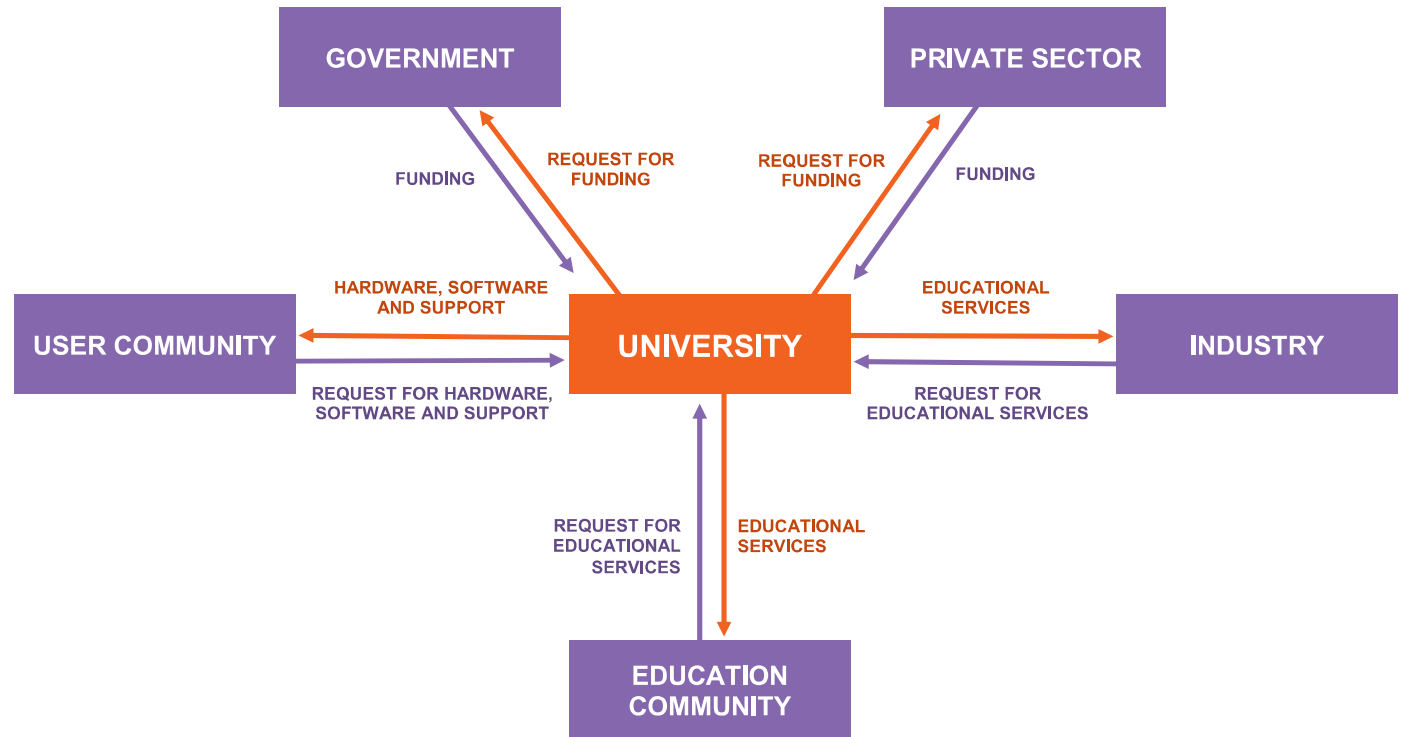 GOVERNMENT
PRIVATE SECTOR
REQUEST FOR
FUNDING
FUNDING
REQUEST FOR
FUNDING
FUNDING
HARDWARE, SOFTWARE
AND SUPPORT
EDUCATIONAL
SERVICES
USER COMMUNITY
UNIVERSITY
INDUSTRY
REQUEST FOR HARDWARE,
SOFTWARE AND SUPPORT
REQUEST FOR
EDUCATIONAL SERVICES
REQUEST FOR
EDUCATIONAL
SERVICES
EDUCATIONAL
SERVICES
EDUCATION
COMMUNITY